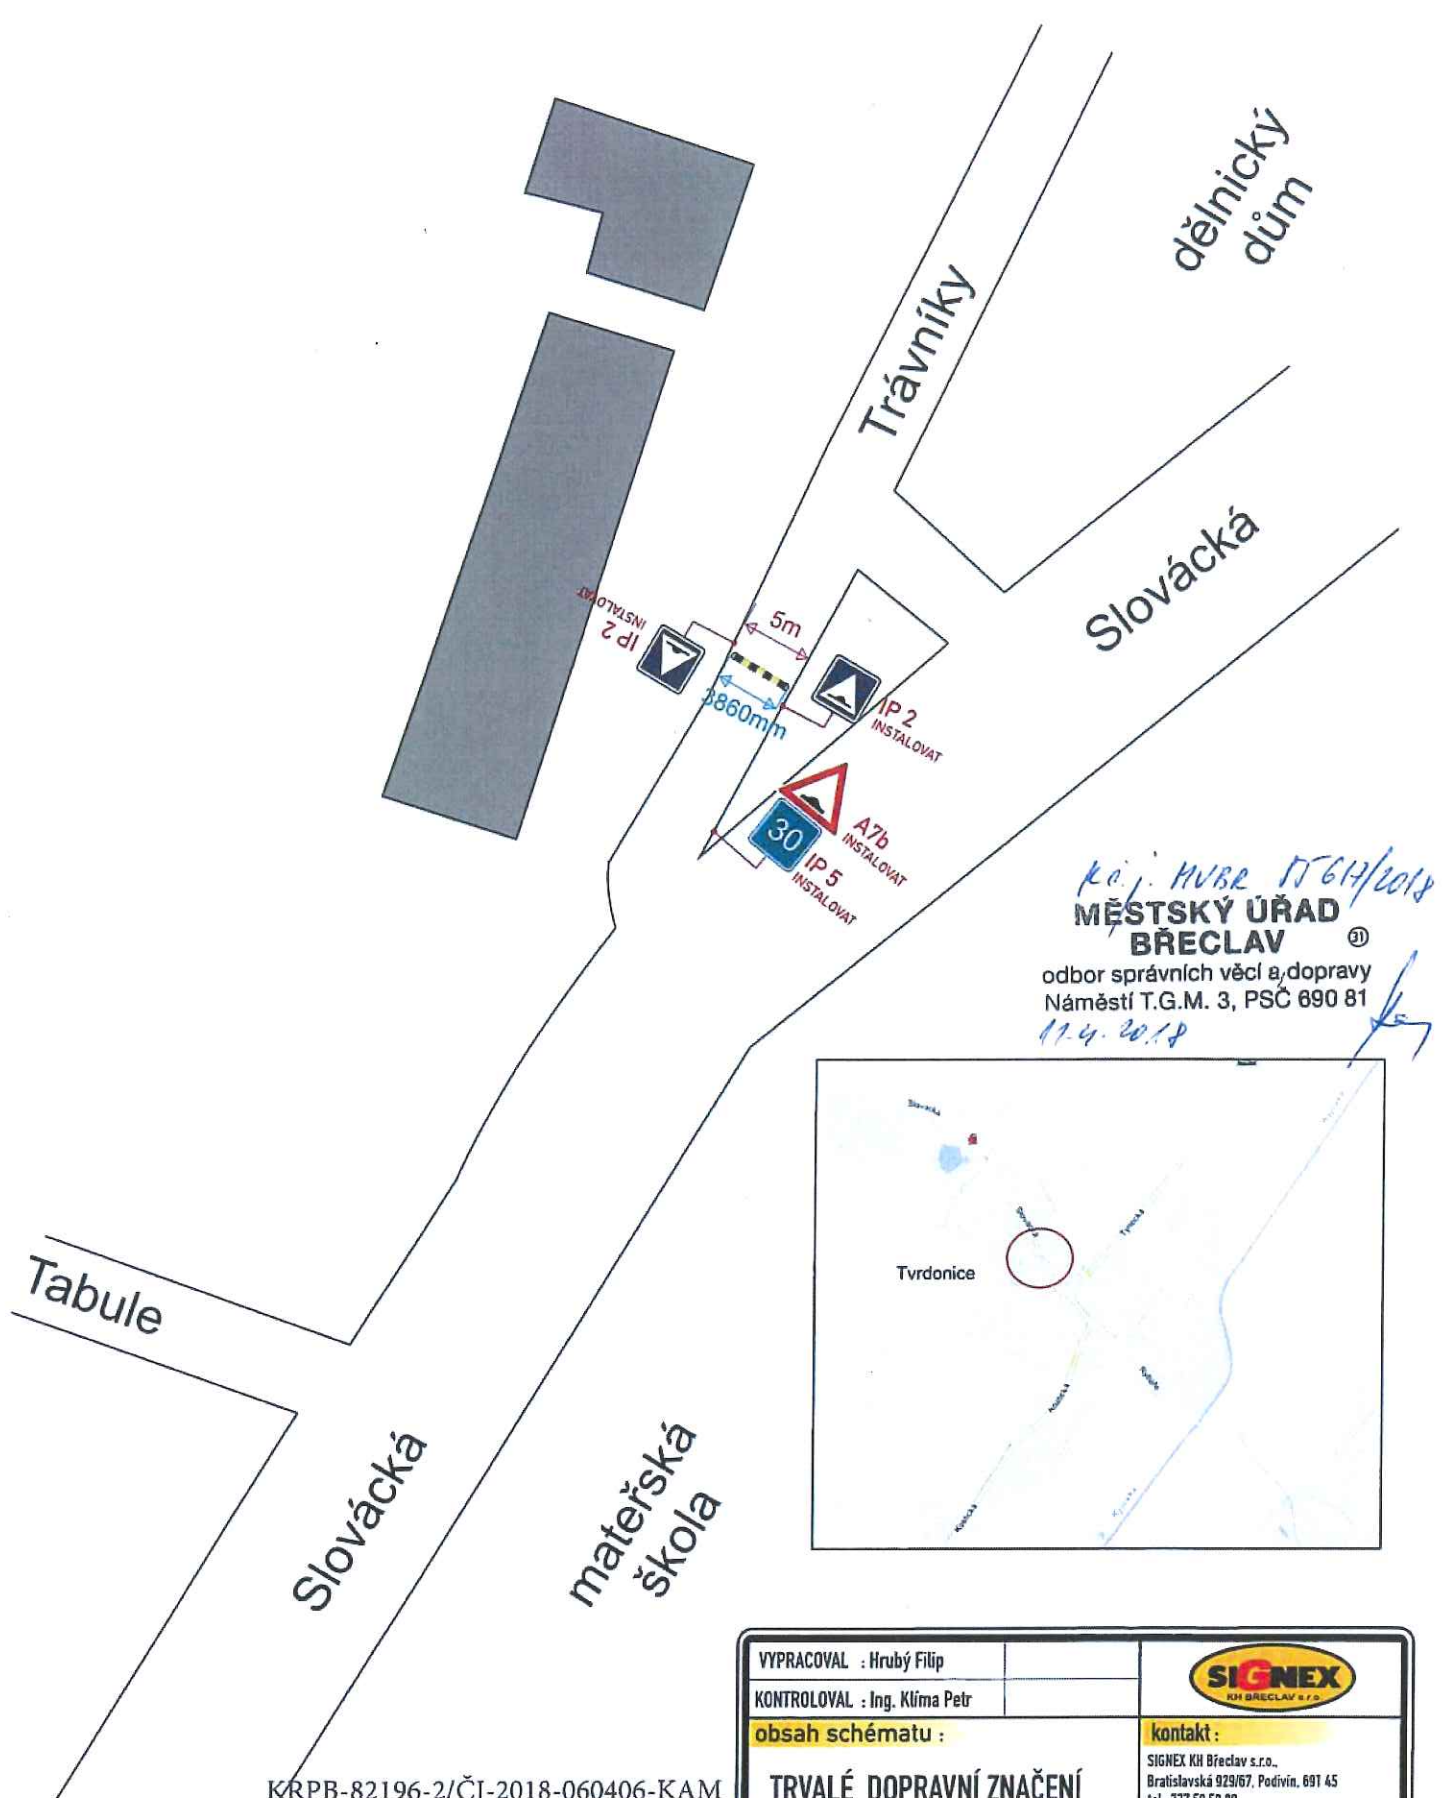 dělnický
dům
Trávníky
Slovácká
INSTALOVAT
IP 2
5m
3860mm
IP 2
INSTALOVAT
30
A7b
INSTALOVAT
IP 5
INSTALOVAT
MĚSTSKÝ ÚŘAD
BŘECLAV
31
odbor správních věcí a dopravy
Náměstí T.G.M. 3, PSČ 690 81
11.4.2018
Týnecká
Tvrdonice
Tabule
Slovácká
mateřská
škola
VYPRACOVAL : Hrubý Filip
KONTROLOVAL : Ing. Klíma Petr
SIGNEX
KH BŘECLAV s.r.o.
obsah schématu :
kontakt :
SIGNEX KH Břeclav s.r.o.,
Bratislavská 929/67, Podivín, 691 45
TRVALÉ DOPRAVNÍ ZNAČENÍ
KRPB-82196-2/ČJ-2018-060406-KAM